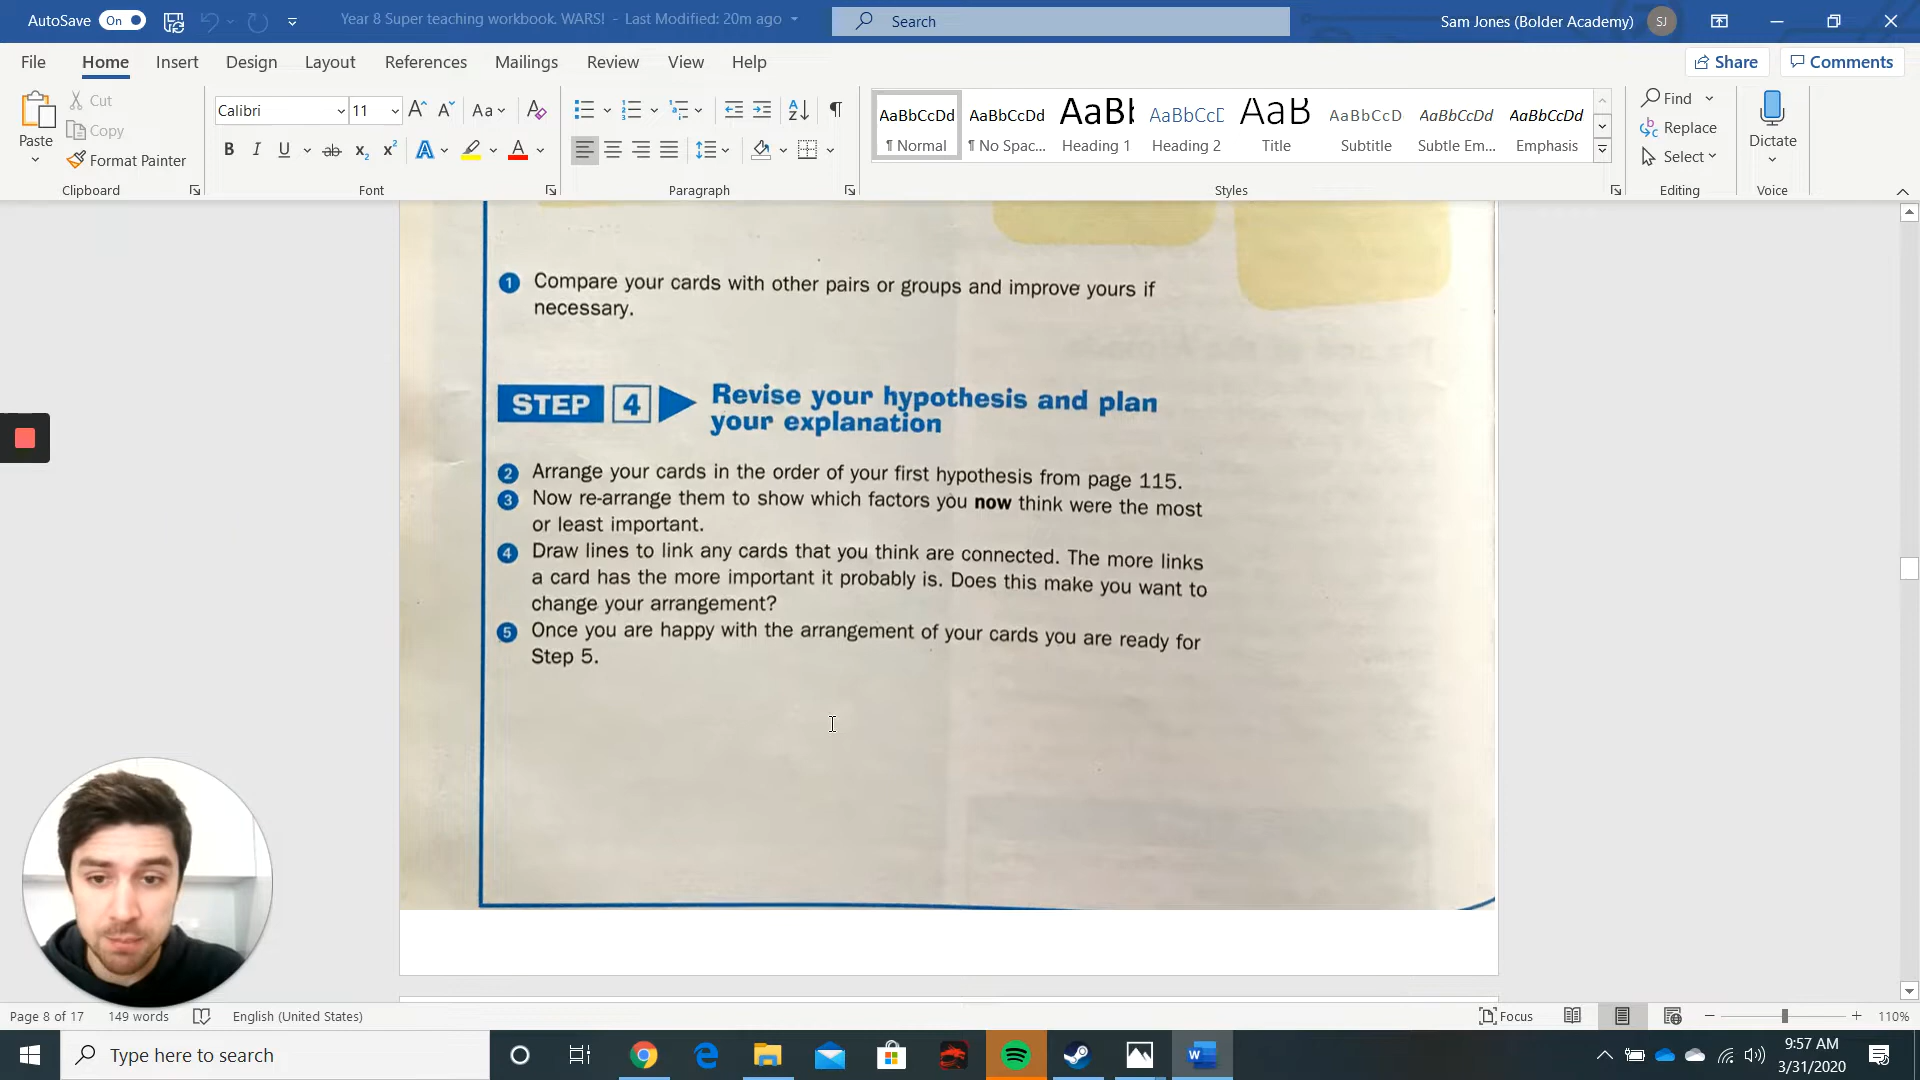 AutoSave On Year 8 Super teaching workbook. WARS! - Last Modified: 20m ago Search Sam Jones (Bolder Academy) SJ
File Home Insert Design Layout References Mailings Review View Help Share Comments
Paste Cut Copy Format Painter Clipboard
Calibri 11 Aa B I U ab x2 x2 A A Font
Paragraph
AaBbCcDd AaBbCcDd AaBb AaBbCcD AaB AaBbCcD AaBbCcDd AaBbCcDd
¶ Normal ¶ No Spac... Heading 1 Heading 2 Title Subtitle Subtle Em... Emphasis
Styles
Find Replace Select Editing
Dictate Voice
1 Compare your cards with other pairs or groups and improve yours if
necessary.
STEP 4 Revise your hypothesis and plan
your explanation
2 Arrange your cards in the order of your first hypothesis from page 115.
3 Now re-arrange them to show which factors you now think were the most
or least important.
4 Draw lines to link any cards that you think are connected. The more links
a card has the more important it probably is. Does this make you want to
change your arrangement?
5 Once you are happy with the arrangement of your cards you are ready for
Step 5.
Page 8 of 17 149 words English (United States) Focus 110%
Type here to search 9:57 AM
3/31/2020